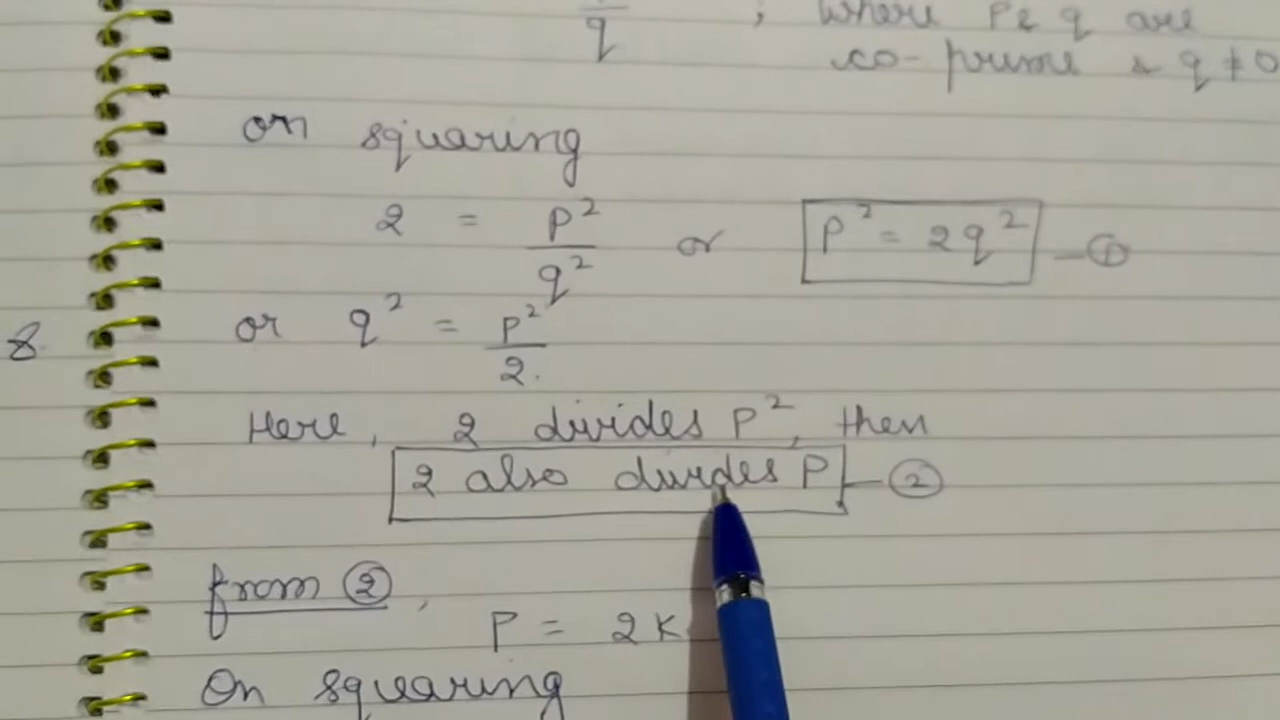 q ; where P & q are
co-prime & q ≠ 0
on squaring
2 = P²/q² or P² = 2q² — ①
8. or q² = P²/2.
Here, 2 divides P², then
2 also divides P — ②
from ②,
P = 2K
On squaring